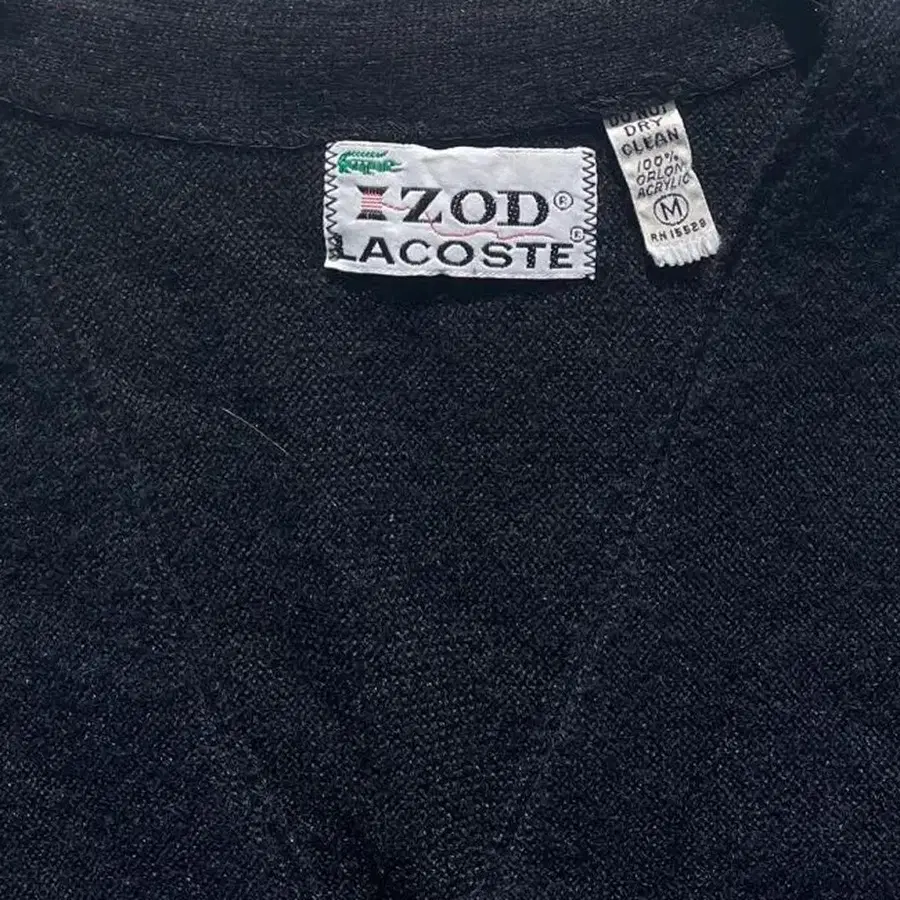 IZOD®
LACOSTE®
DO NOT
DRY
CLEAN
100%
ORLON
ACRYLIC
M
RN 15528